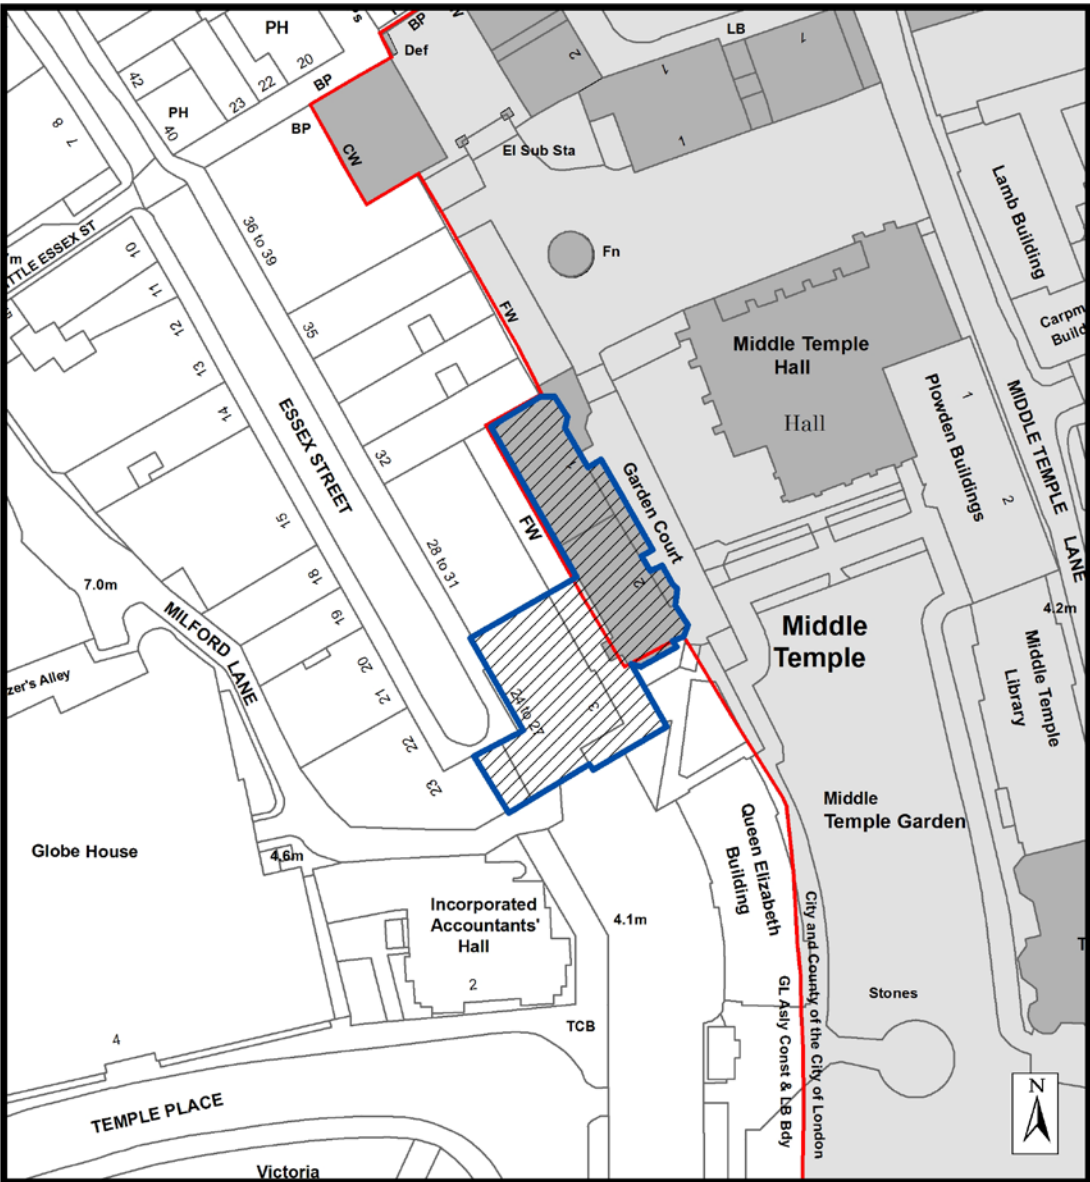 PH
BP
LB
Def
42
20
22
23
BP
PH
40
2
1
1
1
8
7
BP
CW
El Sub Sta
36 to 39
Fn
Lamb Building
LITTLE ESSEX ST
10
11
12
13
14
15
35
FW
Middle Temple
Hall
Hall
Plowden Buildings
1
2
MIDDLE TEMPLE
LANE
ESSEX STREET
32
1
Garden Court
FW
2
28 to 31
7.0m
MILFORD LANE
18
19
20
21
22
23
24 to 27
3
Middle
Temple
4.2m
Middle Temple
Library
zer's Alley
Middle
Temple Garden
Globe House
4.6m
Queen Elizabeth
Building
Incorporated
Accountants'
Hall
2
4.1m
City and County of the City of London
GL Asly Const & LB Bdy
Stones
TCB
4
TEMPLE PLACE
Victoria
N